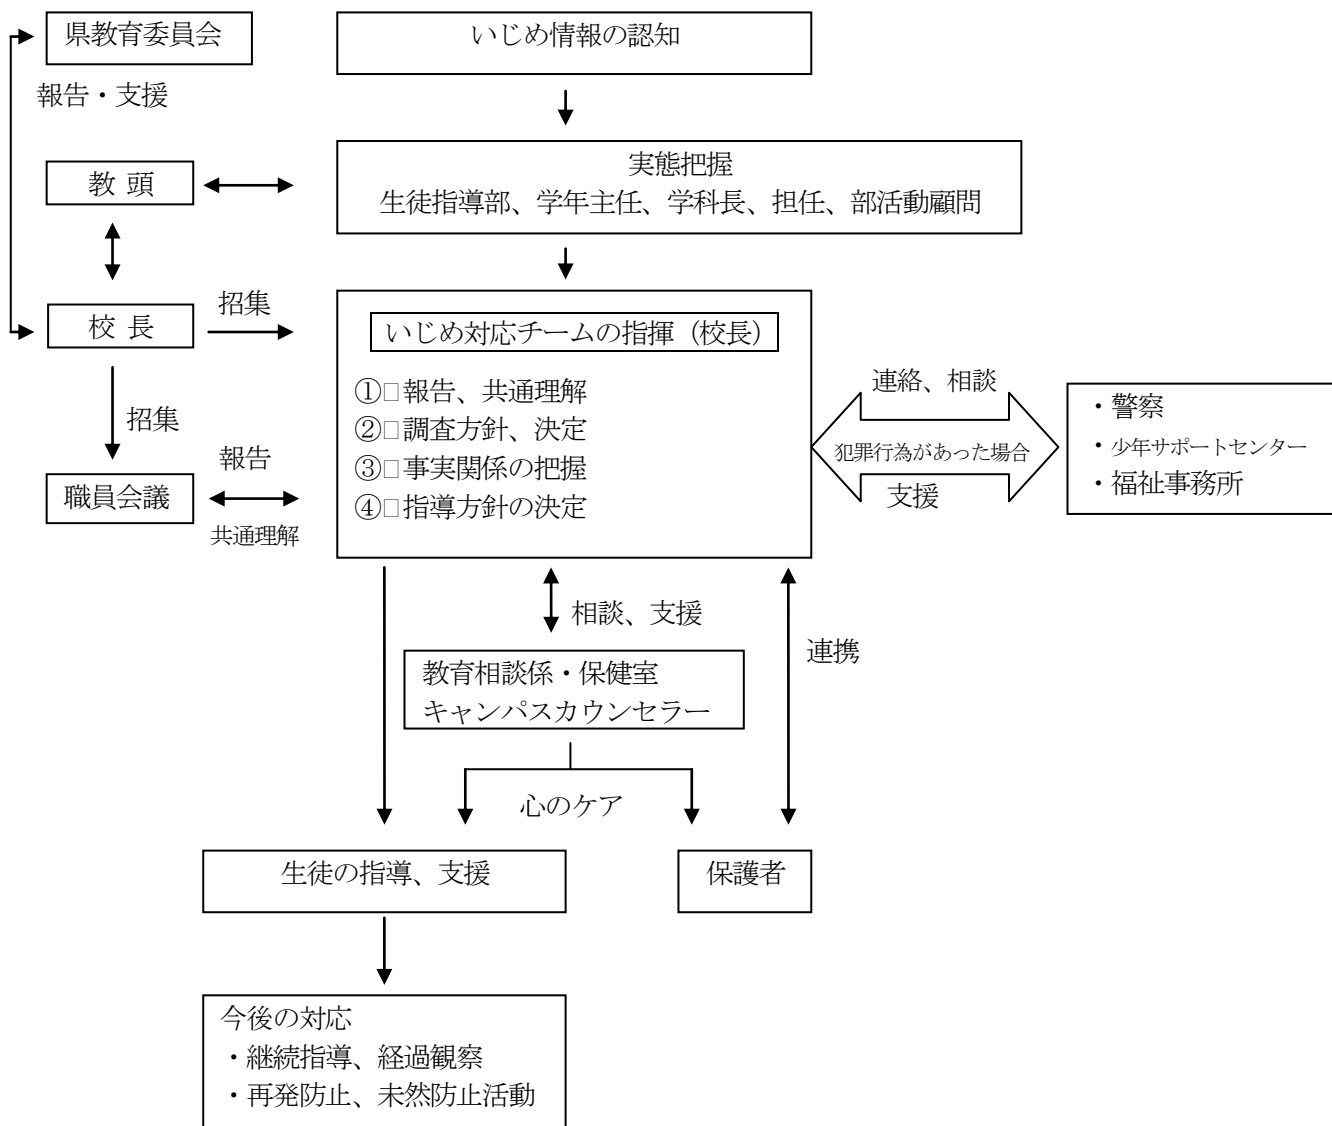 県教育委員会
いじめ情報の認知
報告・支援
実態把握
教 頭
生徒指導部、学年主任、学科長、担任、部活動顧問
校 長
招集
いじめ対応チームの指揮（校長）
①□報告、共通理解
②□調査方針、決定
③□事実関係の把握
④□指導方針の決定
連絡、相談
犯罪行為があった場合
支援
・警察
・少年サポートセンター
・福祉事務所
招集
職員会議
報告
共通理解
相談、支援
連携
教育相談係・保健室
キャンパスカウンセラー
心のケア
生徒の指導、支援
保護者
今後の対応
・継続指導、経過観察
・再発防止、未然防止活動